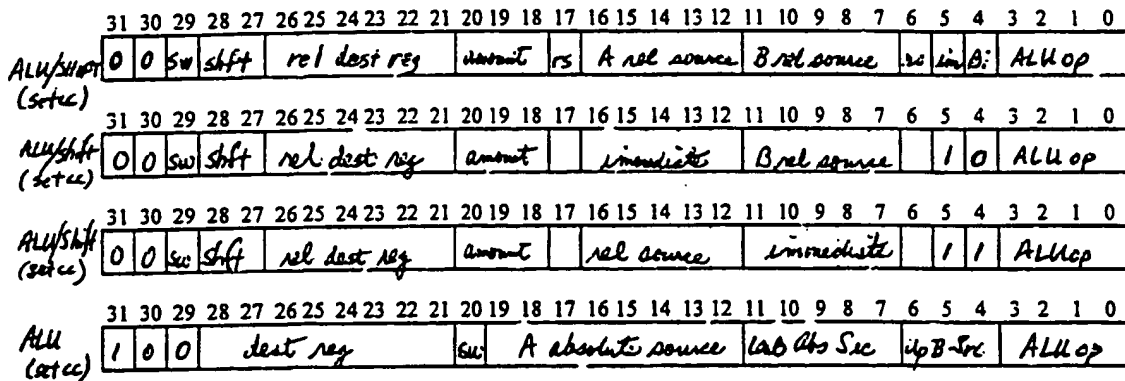 31 30 29 28 27 26 25 24 23 22 21 20 19 18 17 16 15 14 13 12 11 10 9 8 7 6 5 4 3 2 1 0
ALU/Shift 0 0 sw shft rel dest reg amount rs A rel source B rel source im Bi ALU op
(setcc)
31 30 29 28 27 26 25 24 23 22 21 20 19 18 17 16 15 14 13 12 11 10 9 8 7 6 5 4 3 2 1 0
ALU/Shft 0 0 sw shft rel dest reg amount immediate B rel source 1 0 ALU op
(setcc)
31 30 29 28 27 26 25 24 23 22 21 20 19 18 17 16 15 14 13 12 11 10 9 8 7 6 5 4 3 2 1 0
ALU/Shift 0 0 sw shft rel dest reg amount rel source immediate 1 1 ALU op
(setcc)
31 30 29 28 27 26 25 24 23 22 21 20 19 18 17 16 15 14 13 12 11 10 9 8 7 6 5 4 3 2 1 0
ALU 1 0 0 dest reg sw A absolute source Abs Src B-Src ALU op
(setcc)